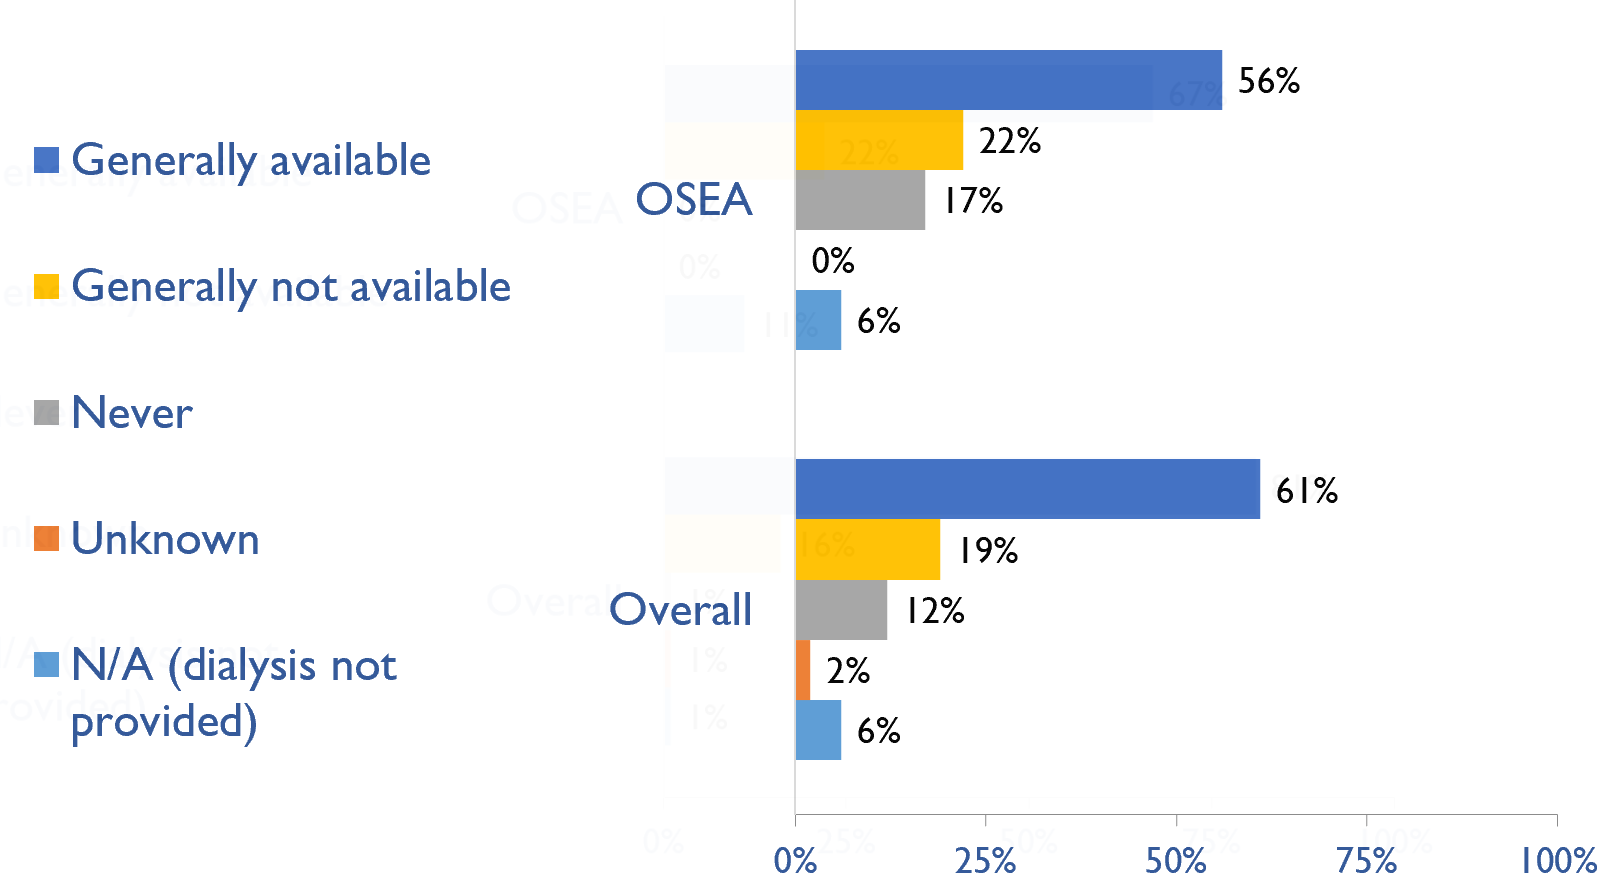 Generally available
Generally not available
Never
Unknown
N/A (dialysis not
provided)
OSEA
56%
22%
17%
0%
6%
Overall
61%
19%
12%
2%
6%
0%
25%
50%
75%
100%